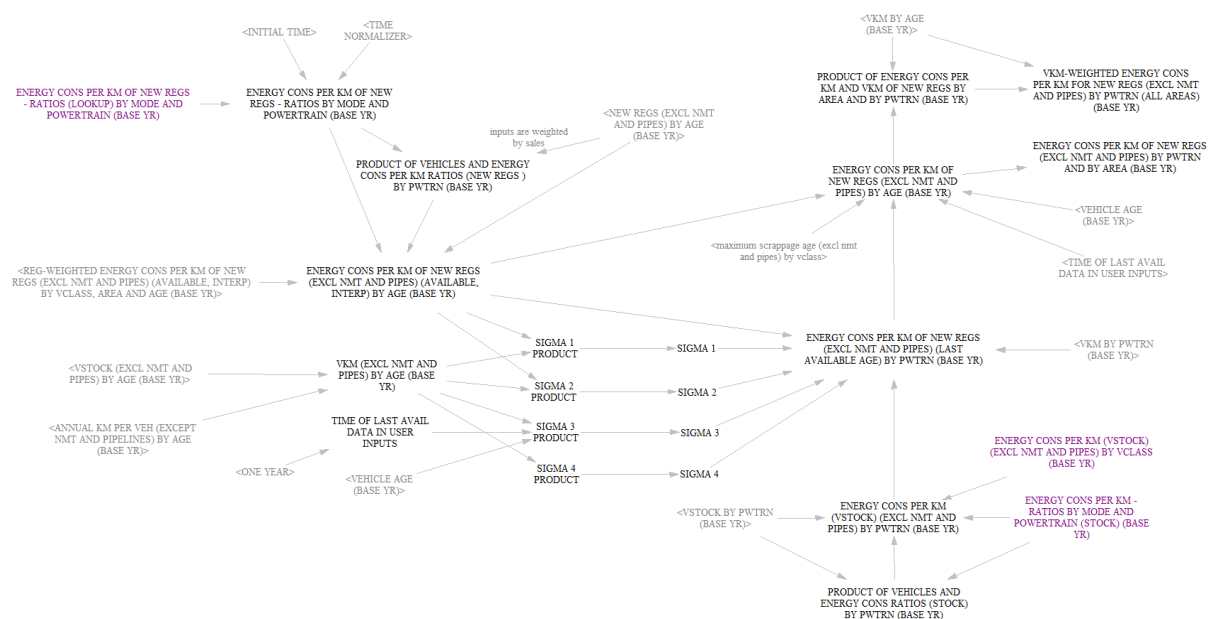 <VKM BY AGE
(BASE YR)>
<INITIAL TIME>
<TIME
NORMALIZER>
ENERGY CONS PER KM OF NEW REGS
- RATIOS (LOOKUP) BY MODE AND
POWERTRAIN (BASE YR)
ENERGY CONS PER KM OF NEW
REGS - RATIOS BY MODE AND
POWERTRAIN (BASE YR)
PRODUCT OF ENERGY CONS PER
KM AND VKM OF NEW REGS BY
AREA AND BY PWTRN (BASE YR)
VKM-WEIGHTED ENERGY CONS
PER KM FOR NEW REGS (EXCL NMT
AND PIPES) BY PWTRN (ALL AREAS)
(BASE YR)
inputs are weighted
by sales
<NEW REGS (EXCL NMT
AND PIPES) BY AGE
(BASE YR)>
PRODUCT OF VEHICLES AND ENERGY
CONS PER KM RATIOS (NEW REGS )
BY PWTRN (BASE YR)
ENERGY CONS PER KM OF
NEW REGS (EXCL NMT AND
PIPES) BY AGE (BASE YR)
ENERGY CONS PER KM OF NEW REGS
(EXCL NMT AND PIPES) BY PWTRN
AND BY AREA (BASE YR)
<VEHICLE AGE
(BASE YR)>
<maximum scrappage age (excl nmt
and pipes) by vclass>
<TIME OF LAST AVAIL
DATA IN USER INPUTS>
<REG-WEIGHTED ENERGY CONS PER KM OF NEW
REGS (EXCL NMT AND PIPES) (AVAILABLE, INTERP)
BY VCLASS, AREA AND AGE (BASE YR)>
ENERGY CONS PER KM OF NEW REGS
(EXCL NMT AND PIPES) (AVAILABLE,
INTERP) BY AGE (BASE YR)
SIGMA 1
PRODUCT
SIGMA 1
ENERGY CONS PER KM OF NEW REGS
(EXCL NMT AND PIPES) (LAST
AVAILABLE AGE) BY PWTRN (BASE YR)
<VKM BY PWTRN
(BASE YR)>
<VSTOCK (EXCL NMT AND
PIPES) BY AGE (BASE YR)>
VKM (EXCL NMT AND
PIPES) BY AGE (BASE
YR)
SIGMA 2
PRODUCT
SIGMA 2
<ANNUAL KM PER VEH (EXCEPT
NMT AND PIPELINES) BY AGE
(BASE YR)>
TIME OF LAST AVAIL
DATA IN USER
INPUTS
SIGMA 3
PRODUCT
SIGMA 3
<ONE YEAR>
<VEHICLE AGE
(BASE YR)>
SIGMA 4
PRODUCT
SIGMA 4
ENERGY CONS PER KM (VSTOCK)
(EXCL NMT AND PIPES) BY VCLASS
(BASE YR)
<VSTOCK BY PWTRN
(BASE YR)>
ENERGY CONS PER KM
(VSTOCK) (EXCL NMT AND
PIPES) BY PWTRN (BASE YR)
ENERGY CONS PER KM -
RATIOS BY MODE AND
POWERTRAIN (STOCK) (BASE
YR)
PRODUCT OF VEHICLES AND
ENERGY CONS RATIOS (STOCK)
BY PWTRN (BASE YR)